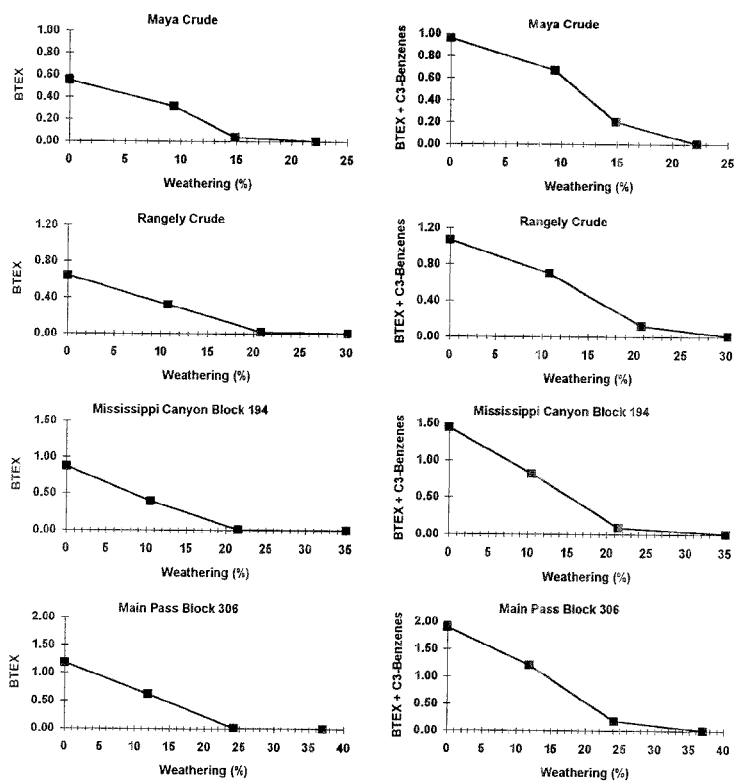 Maya Crude
BTEX
1.00
0.80
0.60
0.40
0.20
0.00
0 5 10 15 20 25
Weathering (%)
Maya Crude
BTEX + C3-Benzenes
1.00
0.80
0.60
0.40
0.20
0.00
0 5 10 15 20 25
Weathering (%)
Rangely Crude
BTEX
1.20
0.80
0.40
0.00
0 5 10 15 20 25 30
Weathering (%)
Rangely Crude
BTEX + C3-Benzenes
1.20
0.80
0.40
0.00
0 5 10 15 20 25 30
Weathering (%)
Mississippi Canyon Block 194
BTEX
1.50
1.00
0.50
0.00
0 5 10 15 20 25 30 35
Weathering (%)
Mississippi Canyon Block 194
BTEX + C3-Benzenes
1.50
1.00
0.50
0.00
0 5 10 15 20 25 30 35
Weathering (%)
Main Pass Block 306
BTEX
2.00
1.50
1.00
0.50
0.00
0 5 10 15 20 25 30 35 40
Weathering (%)
Main Pass Block 306
BTEX + C3-Benzenes
2.00
1.50
1.00
0.50
0.00
0 5 10 15 20 25 30 35 40
Weathering (%)